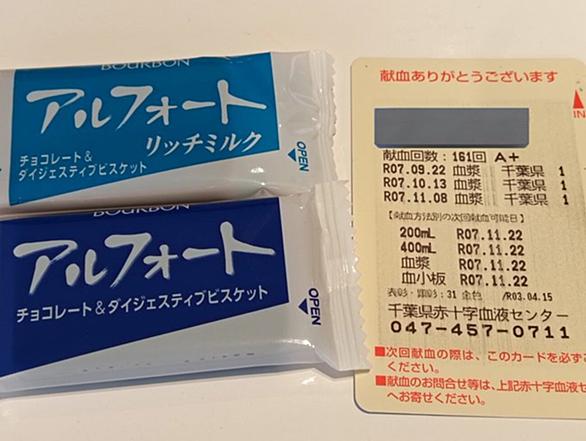 BOURBON
アルフォート
リッチミルク
チョコレート&
ダイジェスティブビスケット
OPEN
BOURBON
アルフォート
チョコレート&ダイジェスティブビスケット
OPEN
献血ありがとうございます
IN
献血回数:161回 A+
R07.09.22 血漿 千葉県 1
R07.10.13 血漿 千葉県 1
R07.11.08 血漿 千葉県 1
【献血方法別の次回献血可能日】
200mL R07.11.22
400mL R07.11.22
血漿 R07.11.22
血小板 R07.11.22
表彰・顕彰:31 金色 /R03.04.15
千葉県赤十字血液センター
047-457-0711
■次回献血の際は、このカードを必ず
ください。
■献血のお問合せ等は、上記赤十字血液セ
へお寄せください。